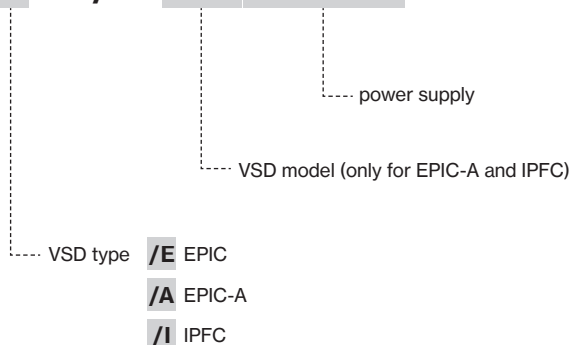 power supply
VSD model (only for EPIC-A and IPFC)
VSD type /E EPIC
/A EPIC-A
/I IPFC